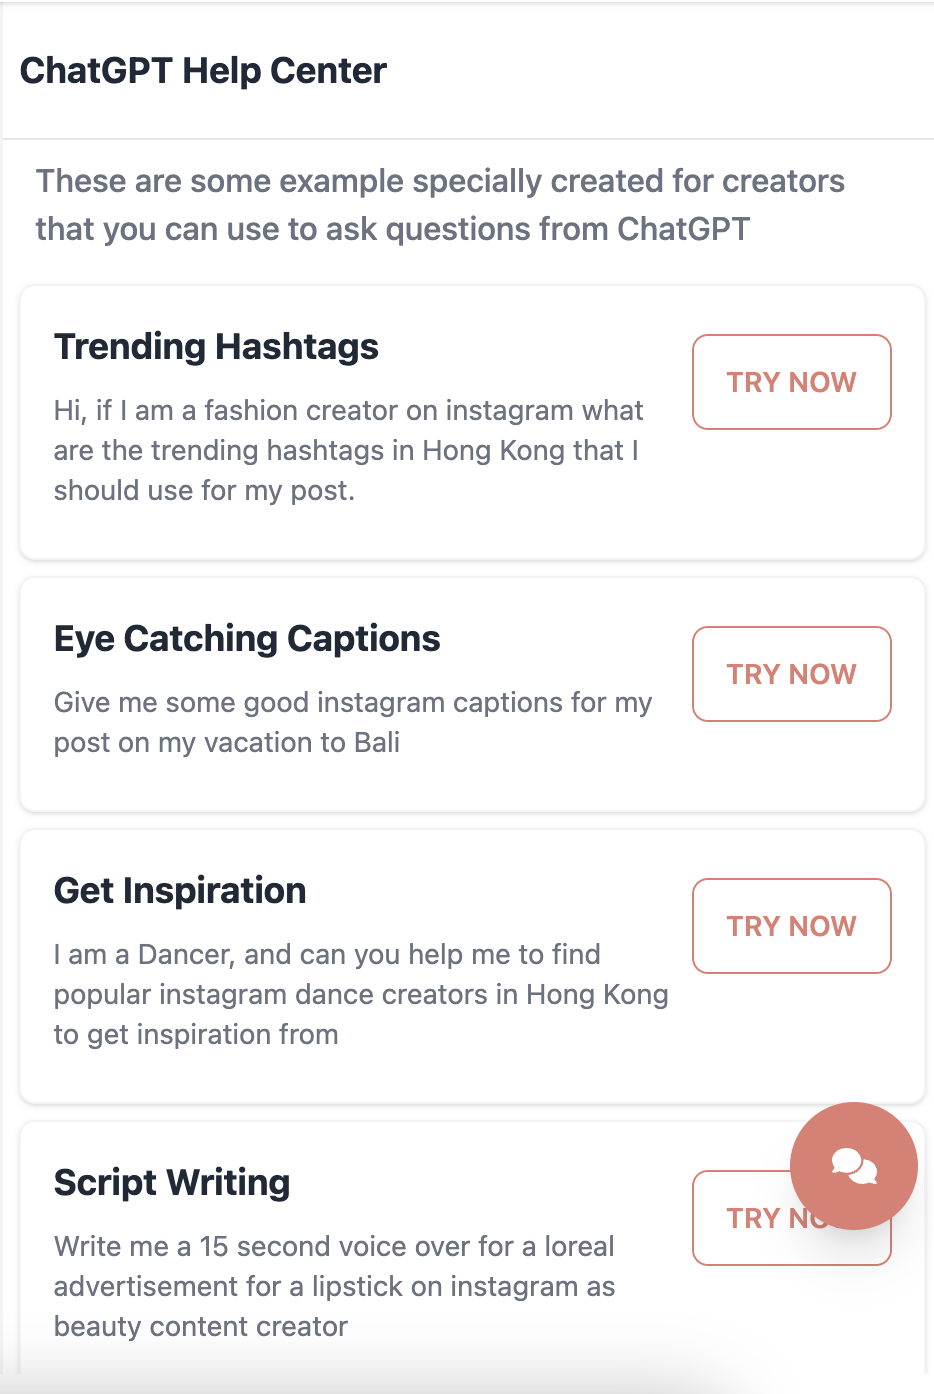 ChatGPT Help Center
These are some example specially created for creators
that you can use to ask questions from ChatGPT
Trending Hashtags
TRY NOW
Hi, if I am a fashion creator on instagram what
are the trending hashtags in Hong Kong that I
should use for my post.
Eye Catching Captions
TRY NOW
Give me some good instagram captions for my
post on my vacation to Bali
Get Inspiration
TRY NOW
I am a Dancer, and can you help me to find
popular instagram dance creators in Hong Kong
to get inspiration from
Script Writing
TRY NO
Write me a 15 second voice over for a loreal
advertisement for a lipstick on instagram as
beauty content creator